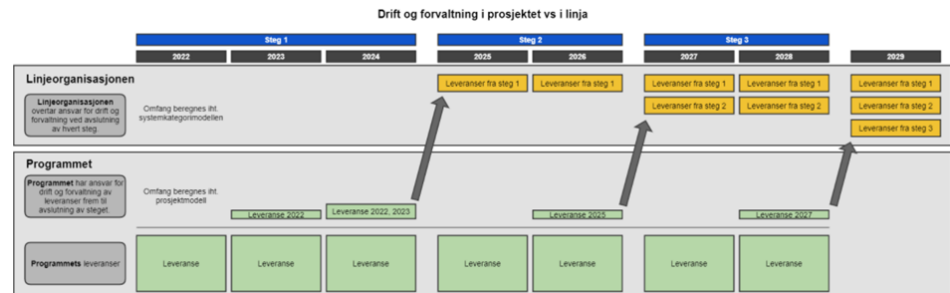 Drift og forvaltning i prosjektet vs i linja
Steg 1
Steg 2
Steg 3
2022
2023
2024
2025
2026
2027
2028
2029
Linjeorganisasjonen
Leveranser fra steg 1
Leveranser fra steg 1
Leveranser fra steg 1
Leveranser fra steg 1
Leveranser fra steg 1
Linjeorganisasjonen
overtar ansvar for drift og
forvaltning ved avslutning
av hvert steg.
Omfang beregnes iht.
systemkategorimodellen
Leveranser fra steg 2
Leveranser fra steg 2
Leveranser fra steg 2
Leveranser fra steg 3
Programmet
Programmet har ansvar for
drift og forvaltning av
leveranser frem til
avslutning av steget.
Omfang beregnes iht.
prosjektmodell
Leveranse 2022
Leveranse 2022, 2023
Leveranse 2025
Leveranse 2027
Programmets leveranser
Leveranse
Leveranse
Leveranse
Leveranse
Leveranse
Leveranse
Leveranse